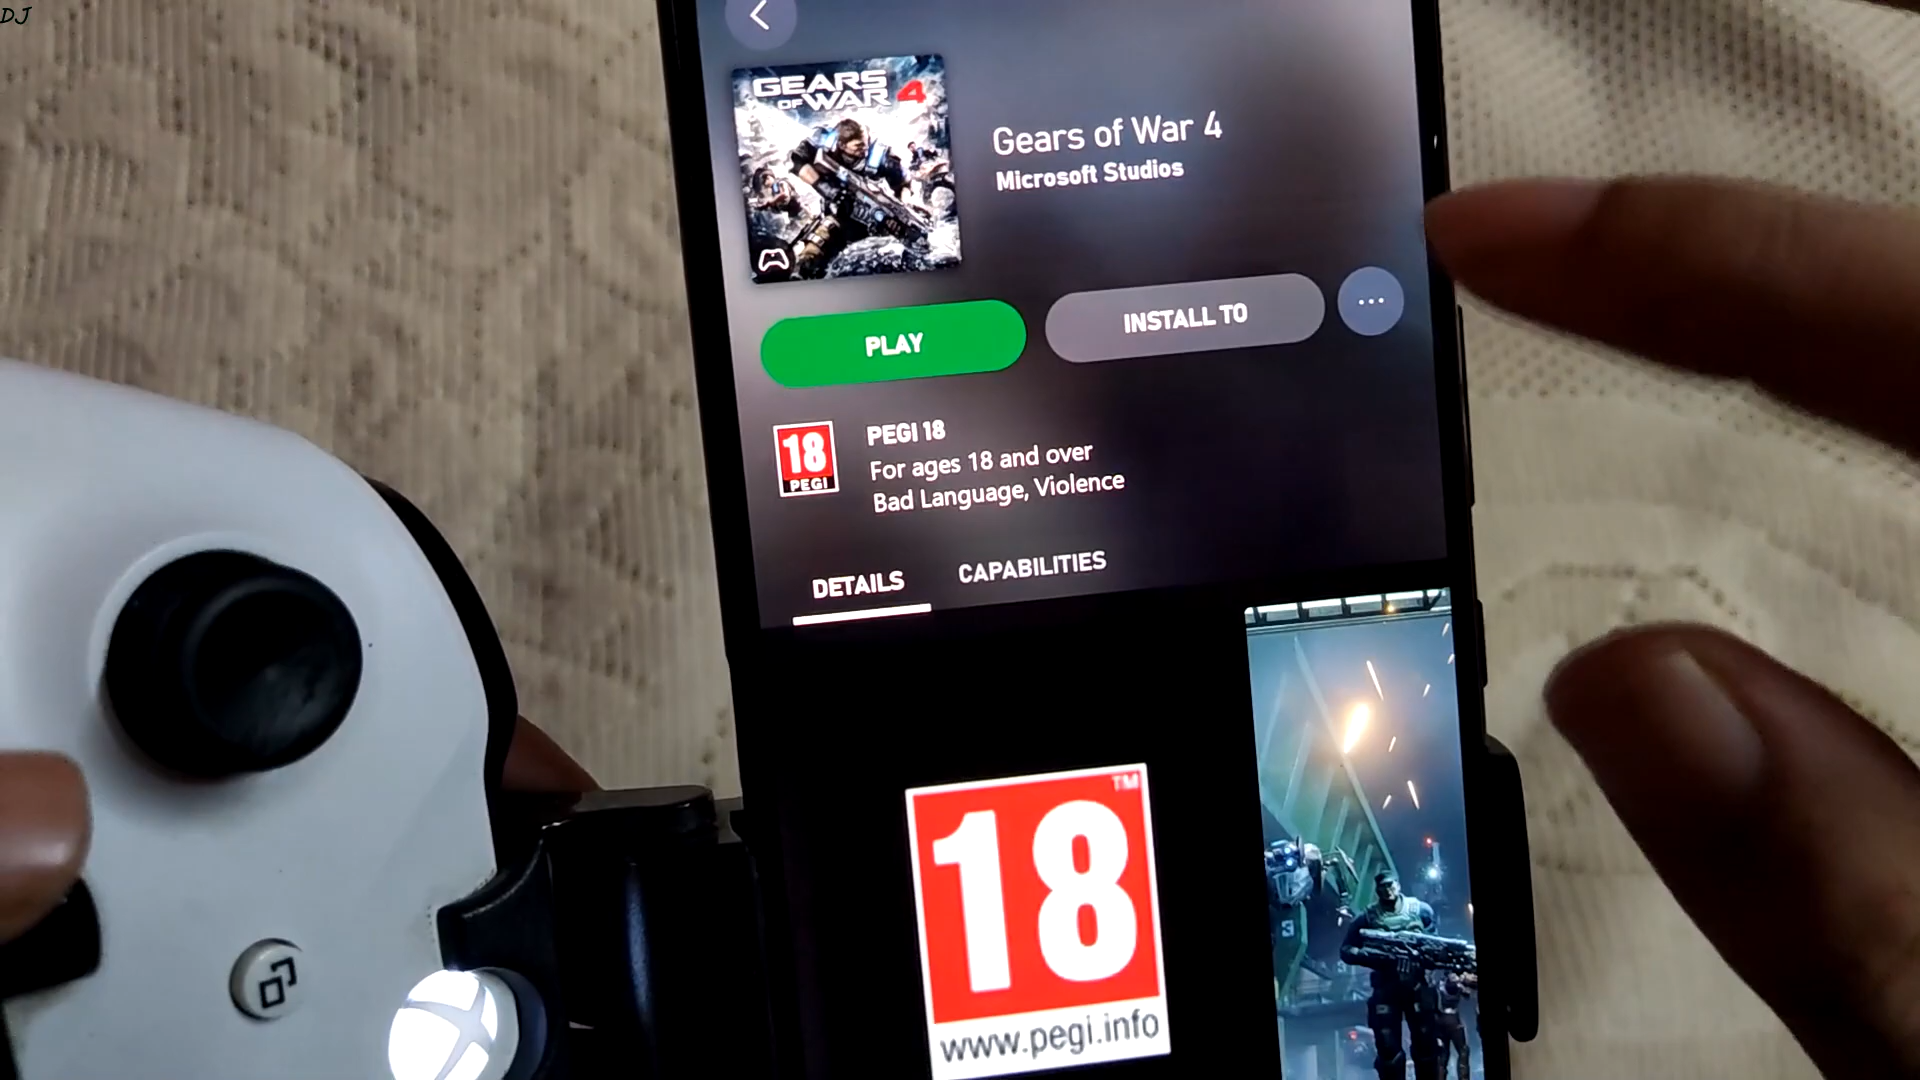 DJ
GEARS
OF WAR 4
Gears of War 4
Microsoft Studios
PLAY
INSTALL TO
18
PEGI
PEGI 18
For ages 18 and over
Bad Language, Violence
DETAILS
CAPABILITIES
18 TM
www.pegi.info
3